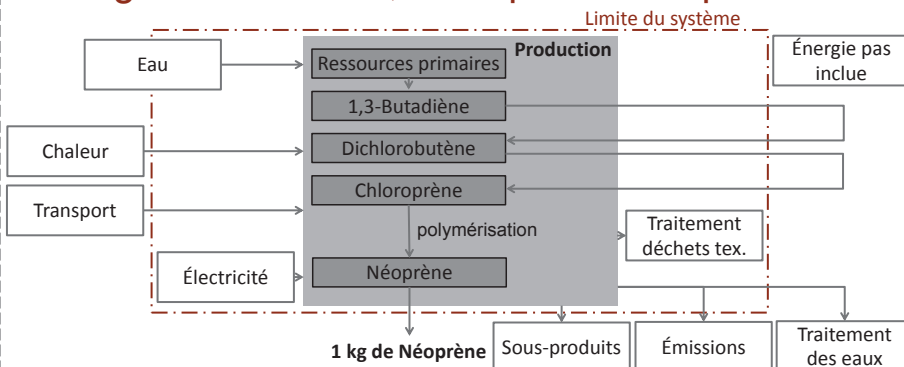 Limite du système
Production
Énergie pas
inclue
Eau
Ressources primaires
1,3-Butadiène
Chaleur
Dichlorobutène
Chloroprène
Transport
polymérisation
Traitement
déchets tex.
Électricité
Néoprène
1 kg de Néoprène
Sous-produits
Émissions
Traitement
des eaux